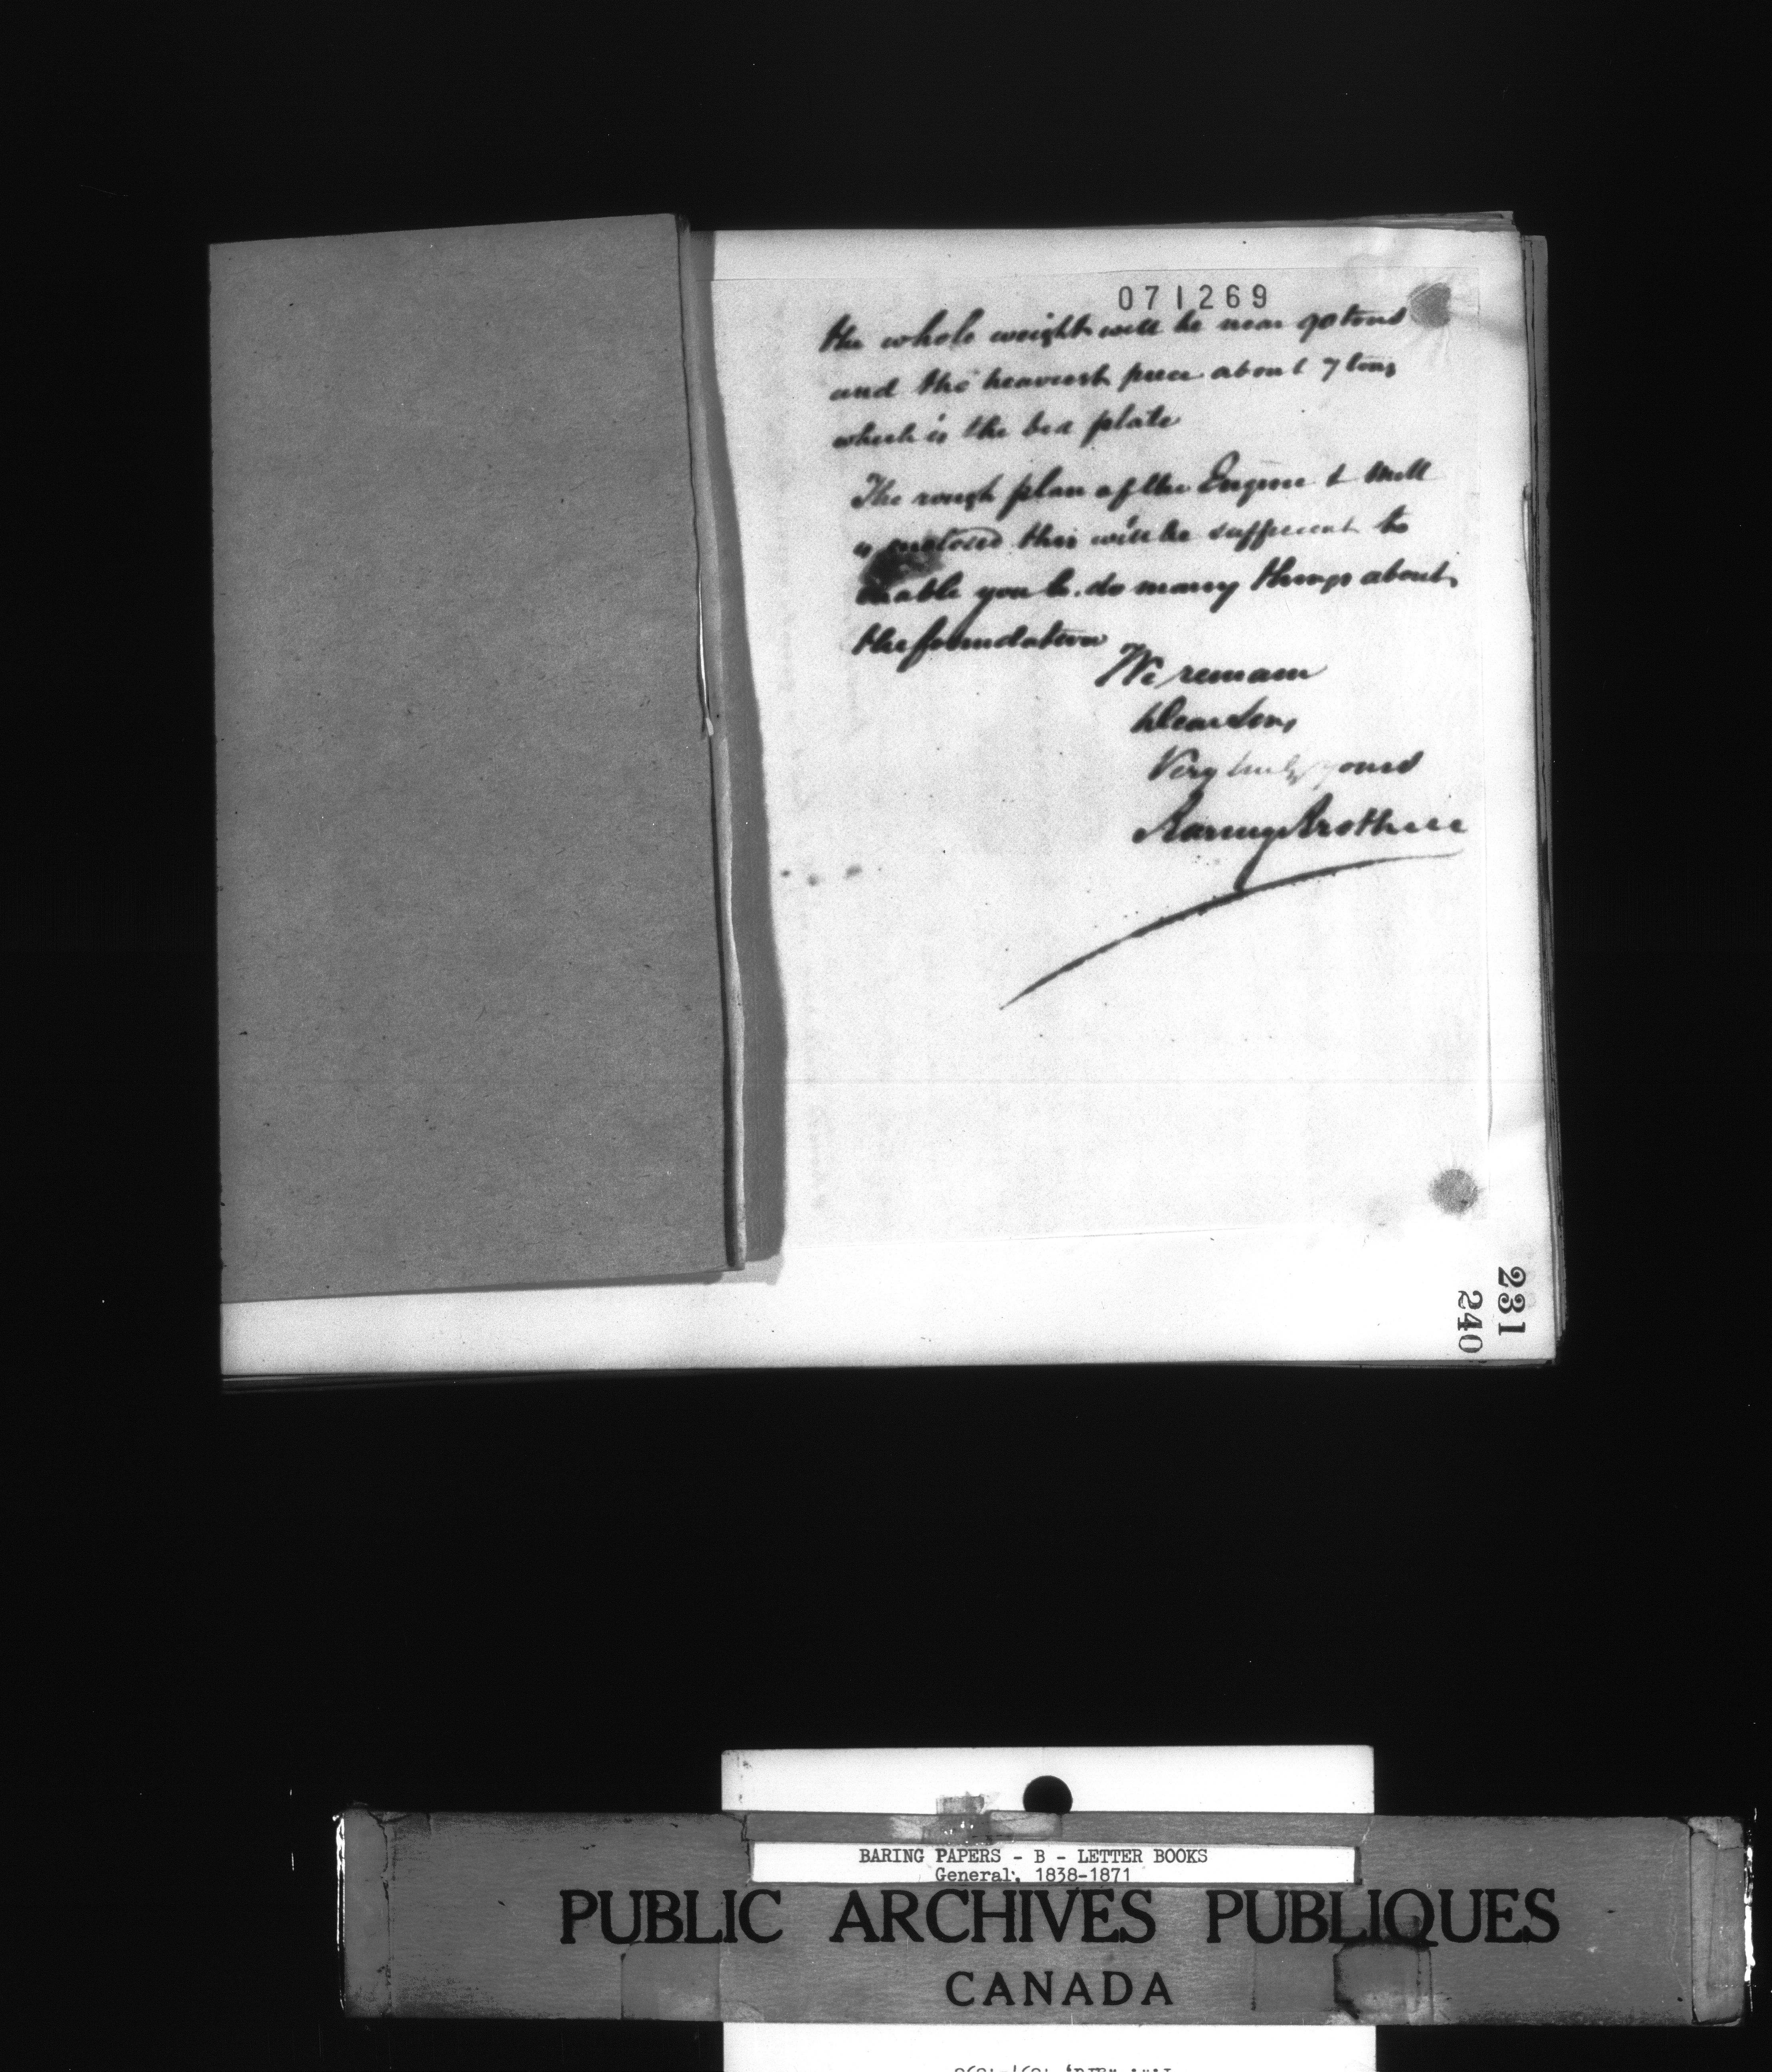 071269
the whole weight will be near 90 tons
and the heaviest piece about 7 tons
which is the bed plate
The rough plan of the Engine & Mill
is enclosed this will be sufficient to
enable you to do many things about
the foundation
We remain
Dear Sirs
Very truly yours
Baring Brothers
231
240
BARING PAPERS - B - LETTER BOOKS
General, 1838-1871
PUBLIC ARCHIVES PUBLIQUES
CANADA